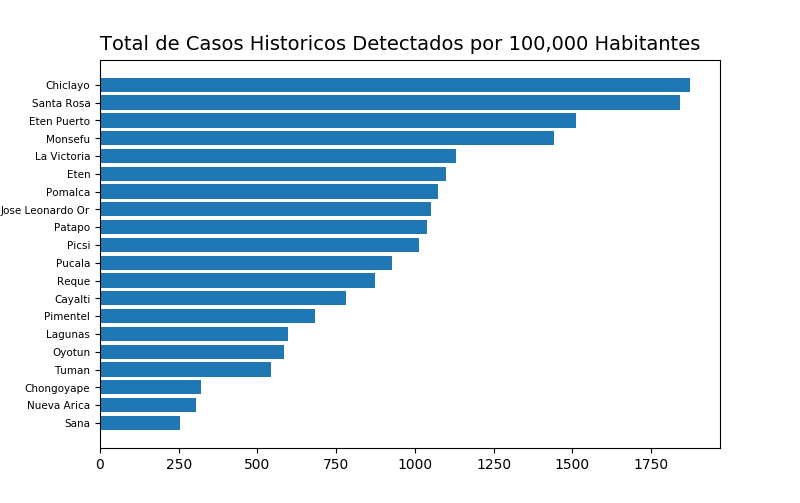 Total de Casos Historicos Detectados por 100,000 Habitantes
Chiclayo
Santa Rosa
Eten Puerto
Monsefu
La Victoria
Eten
Pomalca
Jose Leonardo Or
Patapo
Picsi
Pucala
Reque
Cayalti
Pimentel
Lagunas
Oyotun
Tuman
Chongoyape
Nueva Arica
Sana
0 250 500 750 1000 1250 1500 1750